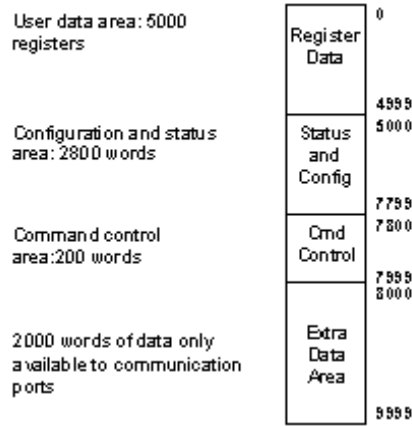 User data area: 5000
registers
Register
Data
0
4999
Configuration and status
area: 2800 words
Status
and
Config
5000
7799
Command control
area:200 words
Cmd
Control
7800
7999
2000 words of data only
available to communication
ports
Extra
Data
Area
8000
9999